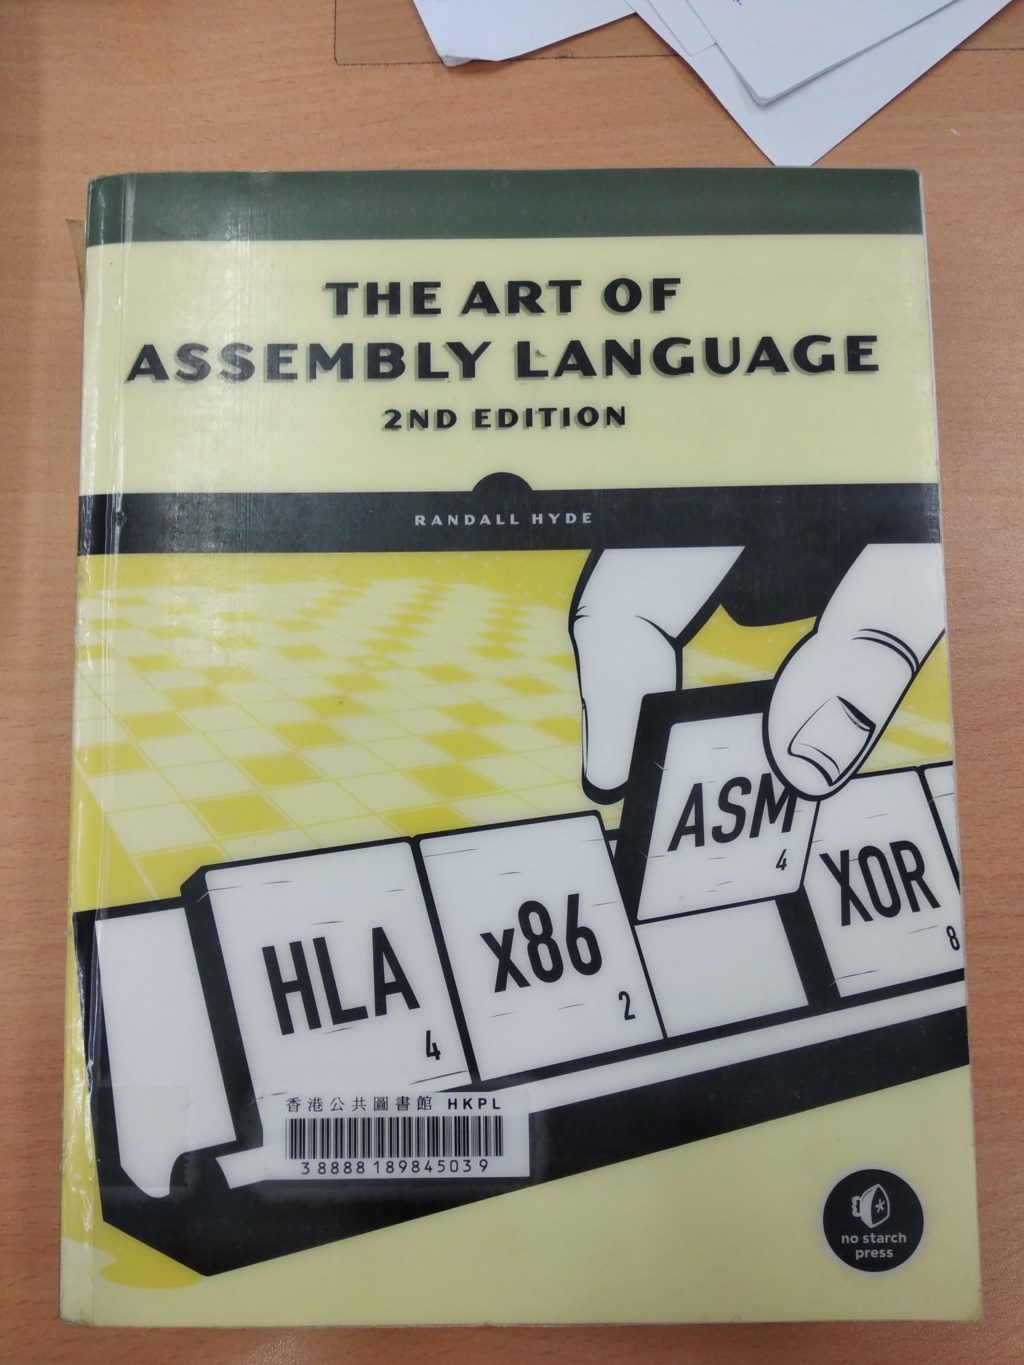 THE ART OF
ASSEMBLY LANGUAGE
2ND EDITION
RANDALL HYDE
ASM
4
XOR
8
x86
2
HLA
4
香港公共圖書館 HKPL
38888189845039
no starch
press